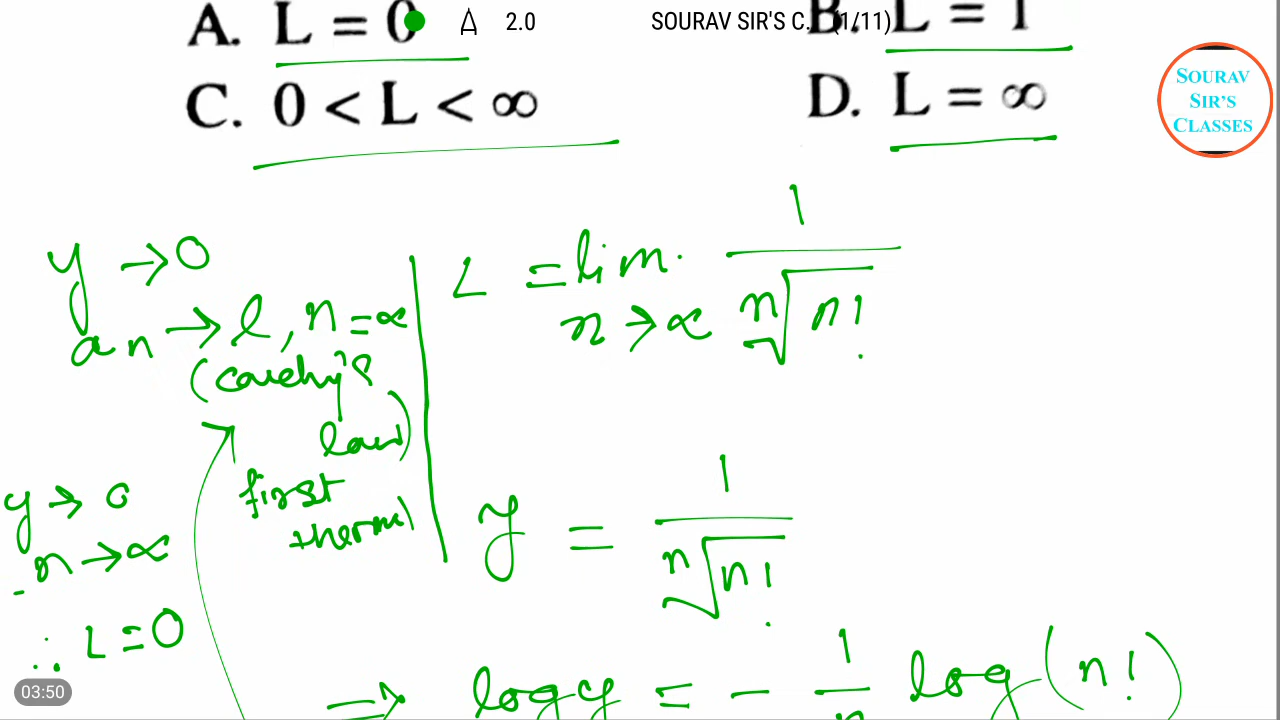 A. L = 0 B. L = 1
2.0 SOURAV SIR'S C... (1/11)
C. 0 < L < ∞ D. L = ∞
SOURAV
SIR'S
CLASSES
y → 0
an → l, n = ∝
(cauchy's
law)
first
therm)
y → 0
n → ∝
∴ L = 0
L = lim. 1/ⁿ√n!
n → ∝
y = 1/ⁿ√n!
⇒ log y = - 1/n log(n!)
03:50